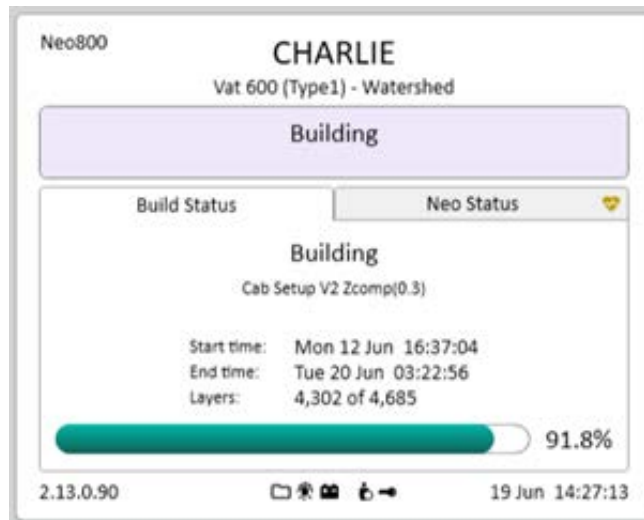 Neo800
CHARLIE
Vat 600 (Type1) - Watershed
Building
Build Status
Neo Status
Building
Cab Setup V2 Zcomp(0.3)
Start time: Mon 12 Jun 16:37:04
End time: Tue 20 Jun 03:22:56
Layers: 4,302 of 4,685
91.8%
2.13.0.90
19 Jun 14:27:13